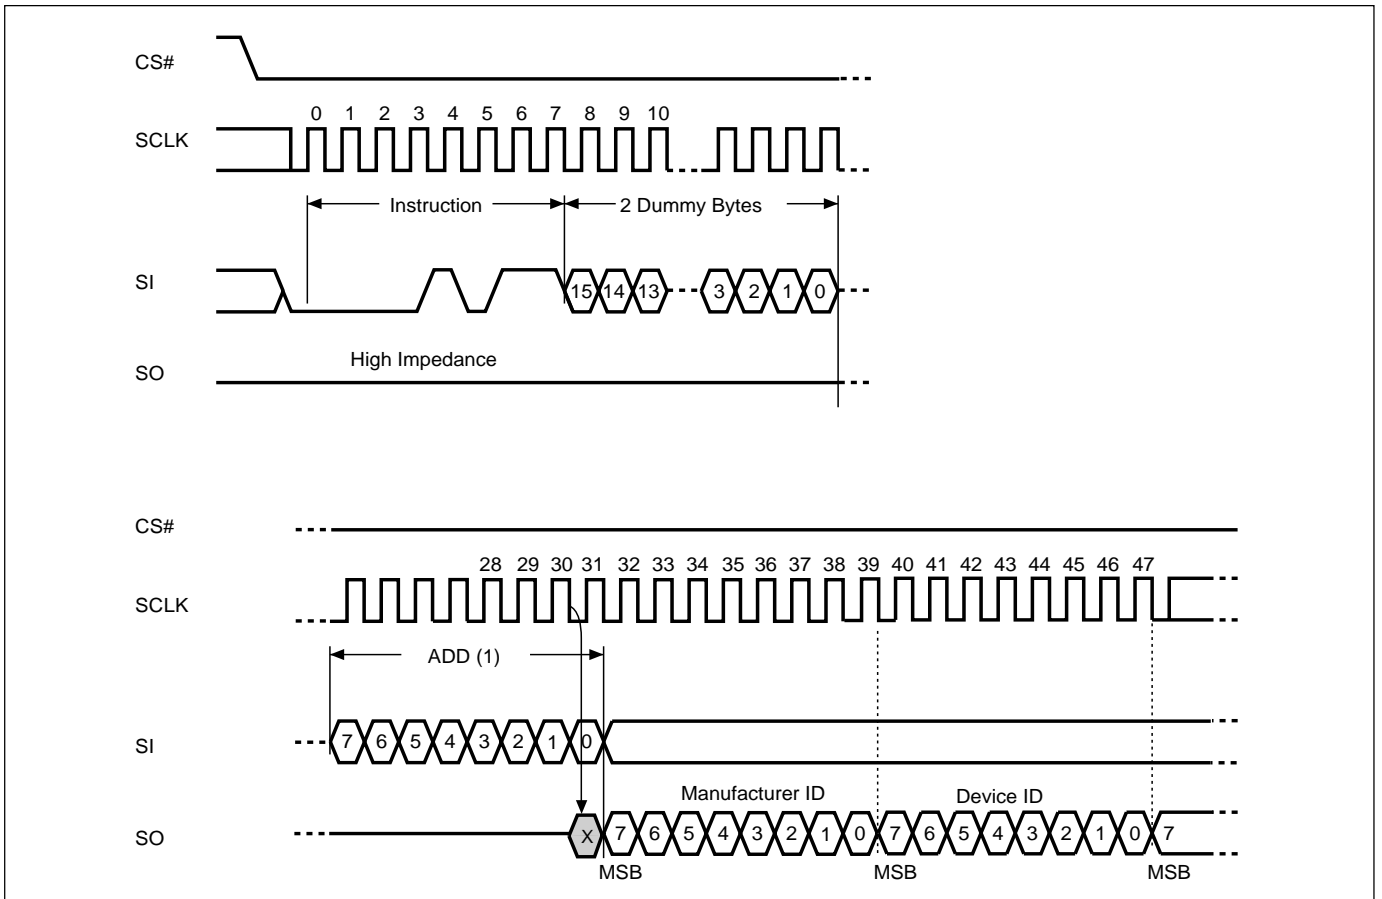 CS#
0 1 2 3 4 5 6 7 8 9 10
SCLK
Instruction 2 Dummy Bytes
SI 15 14 13 3 2 1 0
High Impedance
SO
CS#
28 29 30 31 32 33 34 35 36 37 38 39 40 41 42 43 44 45 46 47
SCLK
ADD (1)
SI 7 6 5 4 3 2 1 0
Manufacturer ID Device ID
SO X 7 6 5 4 3 2 1 0 7 6 5 4 3 2 1 0 7
MSB MSB MSB